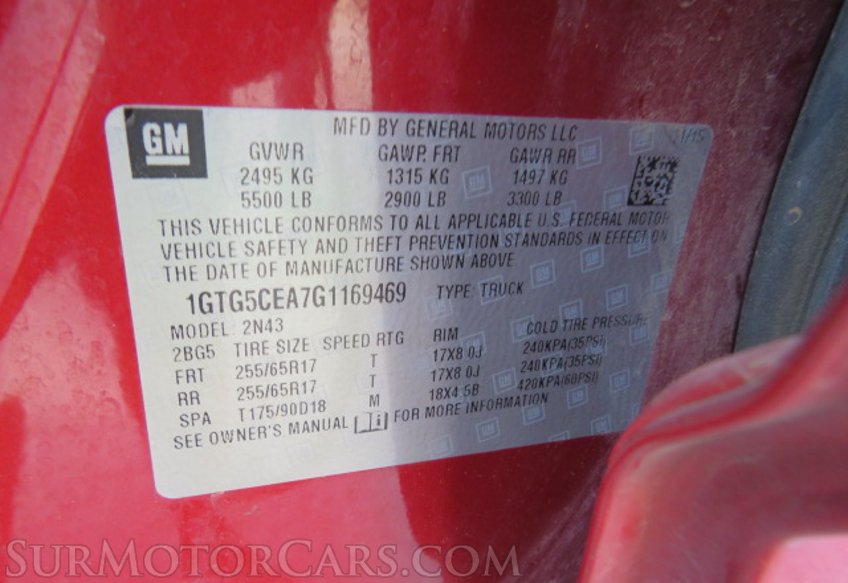 GM
MFD BY GENERAL MOTORS LLC 1/15
GVWR GAWP. FRT GAWR RR
2495 KG 1315 KG 1497 KG
5500 LB 2900 LB 3300 LB
THIS VEHICLE CONFORMS TO ALL APPLICABLE U.S. FEDERAL MOTOR
VEHICLE SAFETY AND THEFT PREVENTION STANDARDS IN EFFECT ON
THE DATE OF MANUFACTURE SHOWN ABOVE
1GTG5CEA7G1169469 TYPE: TRUCK
MODEL: 2N43
2BG5 TIRE SIZE SPEED RTG RIM COLD TIRE PRESSURE
FRT 255/65R17 T 17X8.0J 240KPA(35PSI)
RR 255/65R17 T 17X8.0J 240KPA(35PSI)
SPA T175/90D18 M 18X4.5B 420KPA(60PSI)
SEE OWNER'S MANUAL FOR MORE INFORMATION
SurMotorCars.com